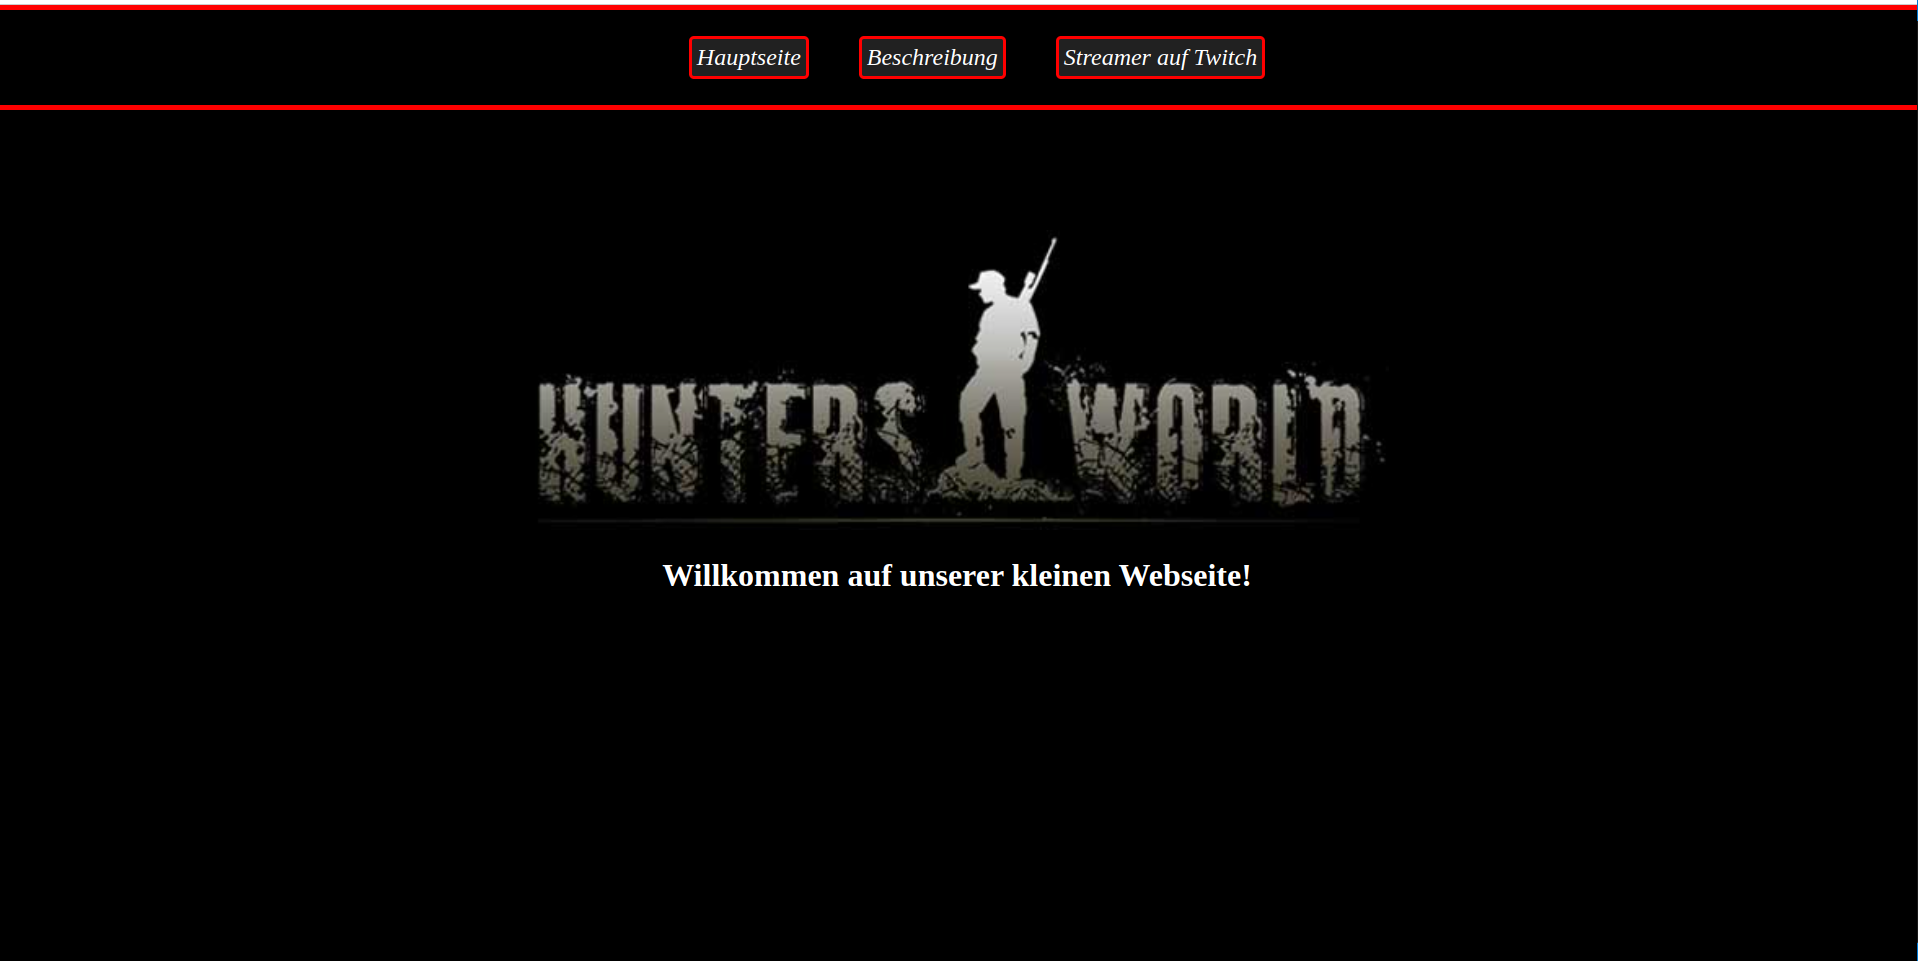 Hauptseite Beschreibung Streamer auf Twitch
HUNTERS WORLD
Willkommen auf unserer kleinen Webseite!